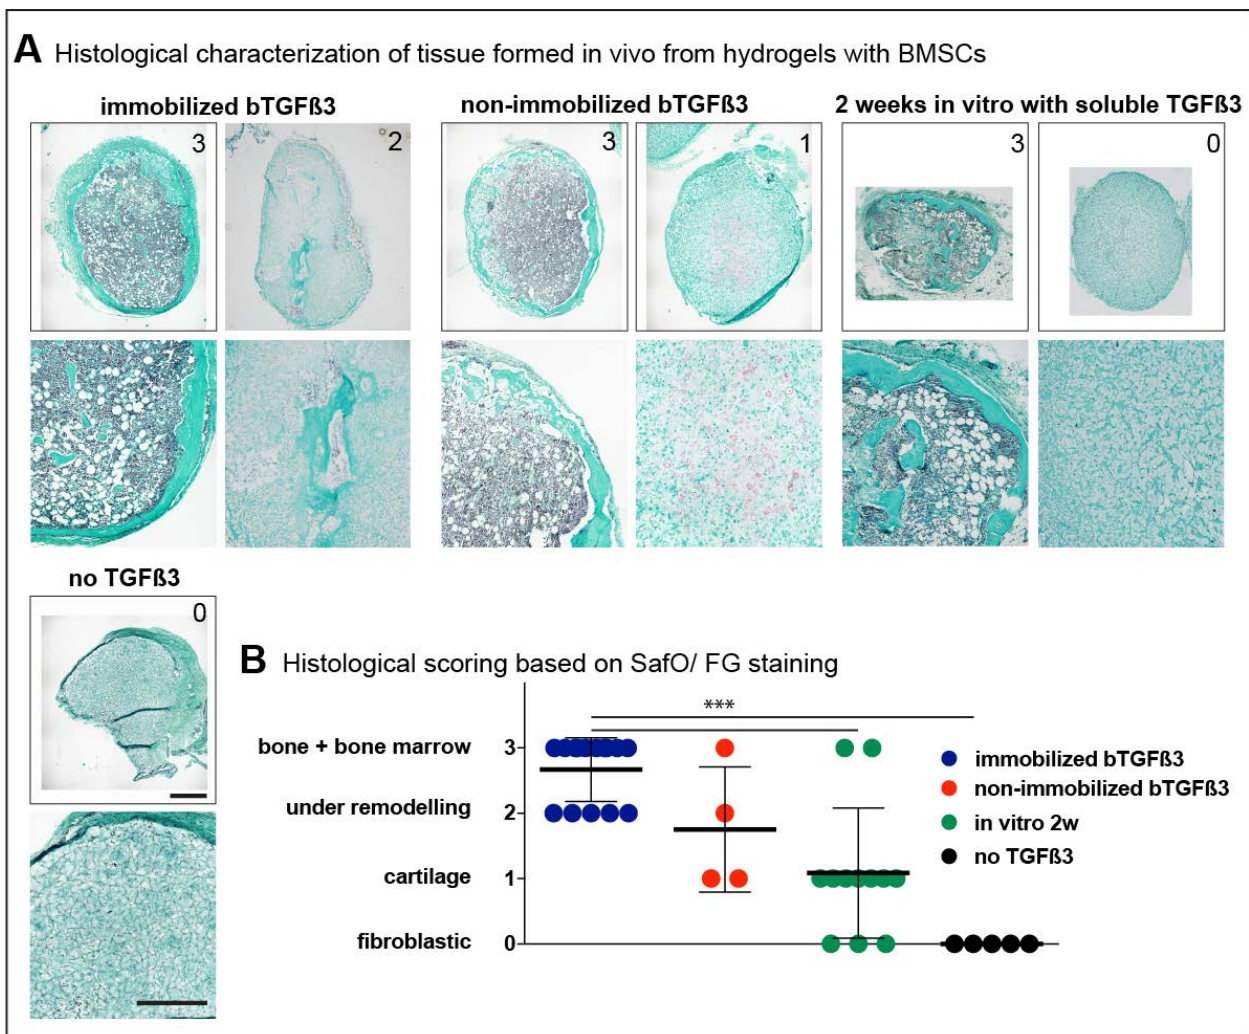 A Histological characterization of tissue formed in vivo from hydrogels with BMSCs
immobilized bTGFß3
non-immobilized bTGFß3
2 weeks in vitro with soluble TGFß3
3
2
3
1
3
0
no TGFß3
0
B Histological scoring based on SafO/ FG staining
***
bone + bone marrow 3
under remodelling 2
cartilage 1
fibroblastic 0
immobilized bTGFß3
non-immobilized bTGFß3
in vitro 2w
no TGFß3